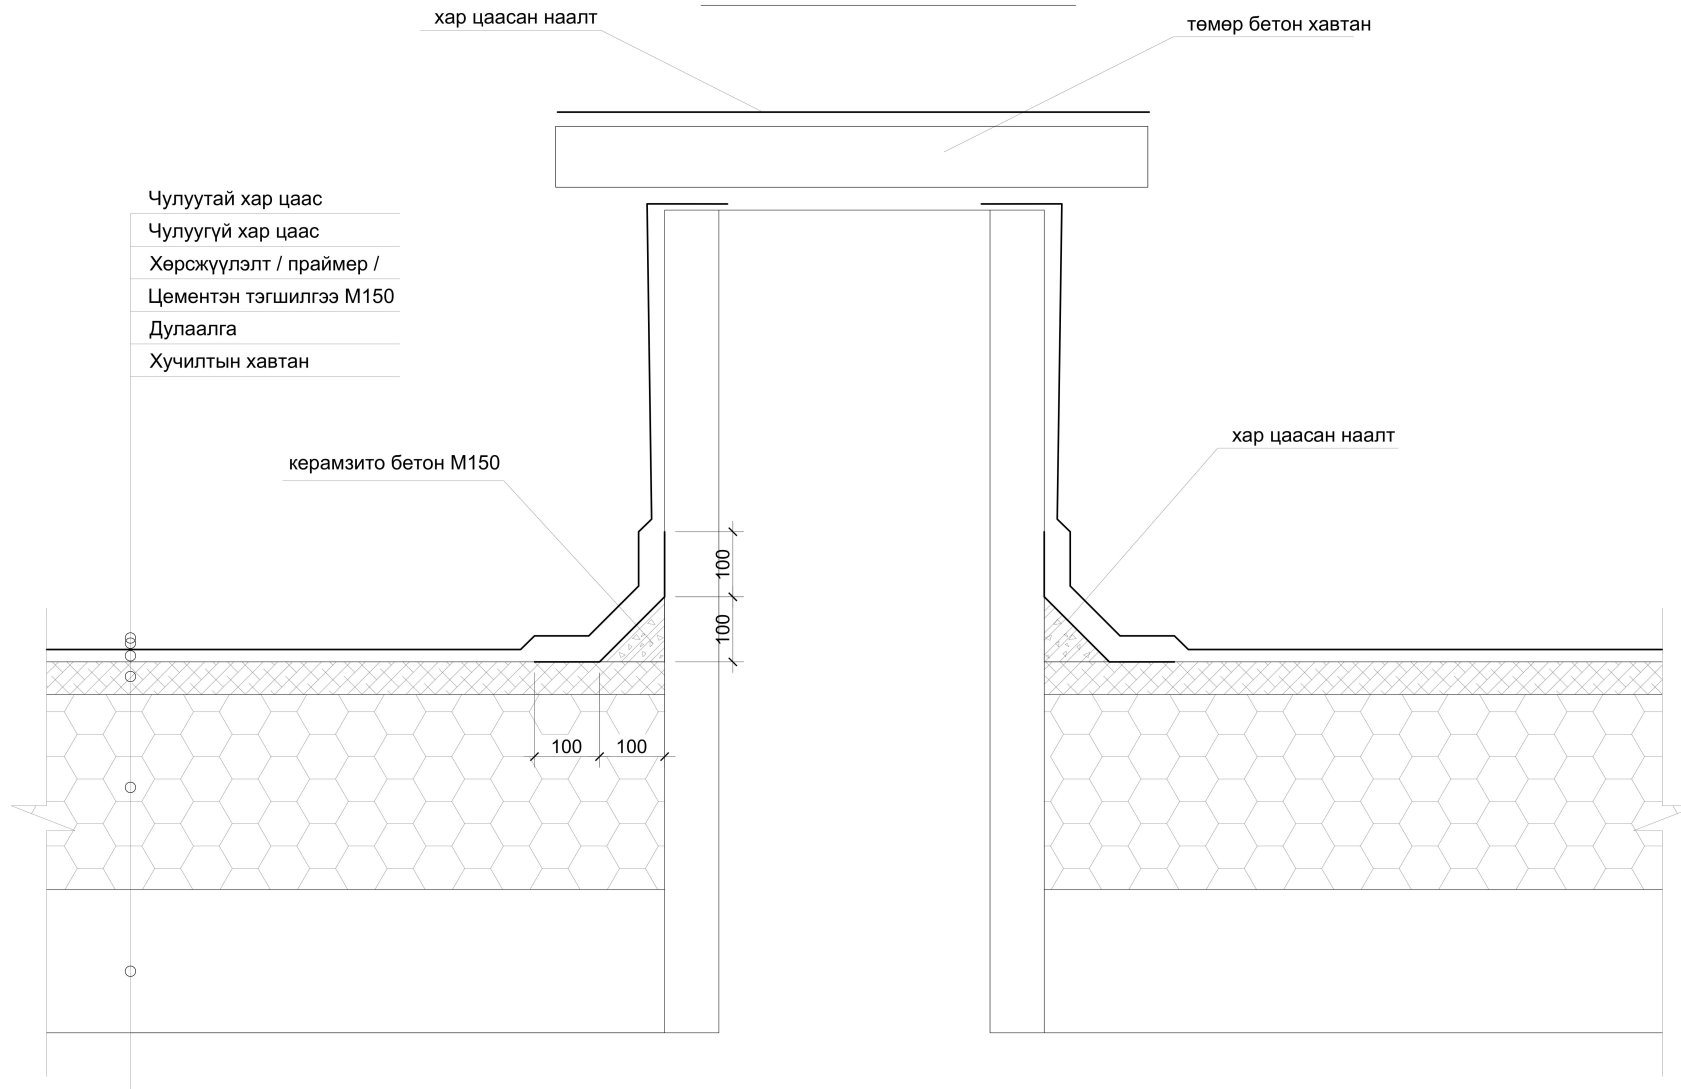 хар цаасан наалт
төмөр бетон хавтан
Чулуутай хар цаас
Чулуугүй хар цаас
Хөрсжүүлэлт / праймер /
Цементэн тэгшилгээ М150
Дулаалга
Хучилтын хавтан
хар цаасан наалт
керамзито бетон М150
100
100
100
100